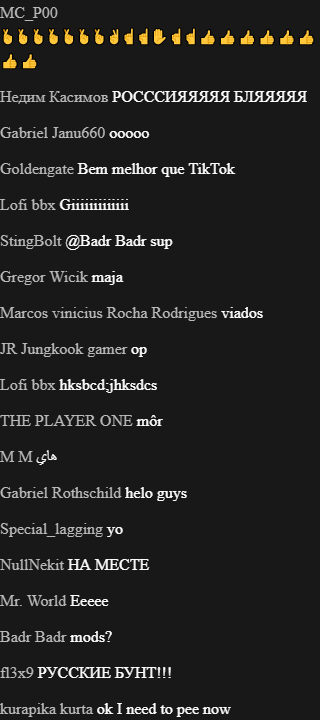 MC_P00
✌✌✌✌✌✌✌✌☝☝✋☝☝👍👍👍👍👍👍
👍👍
Недим Касимов РОСССИЯЯЯЯЯ БЛЯЯЯЯЯ
Gabriel Janu660 ooooo
Goldengate Bem melhor que TikTok
Lofi bbx Giiiiiiiiiiiii
StingBolt @Badr Badr sup
Gregor Wicik maja
Marcos vinicius Rocha Rodrigues viados
JR Jungkook gamer op
Lofi bbx hksbcd;jhksdcs
THE PLAYER ONE môr
M M هاي
Gabriel Rothschild helo guys
Special_lagging yo
NullNekit НА МЕСТЕ
Mr. World Eeeee
Badr Badr mods?
fl3x9 РУССКИЕ БУНТ!!!
kurapika kurta ok I need to pee now